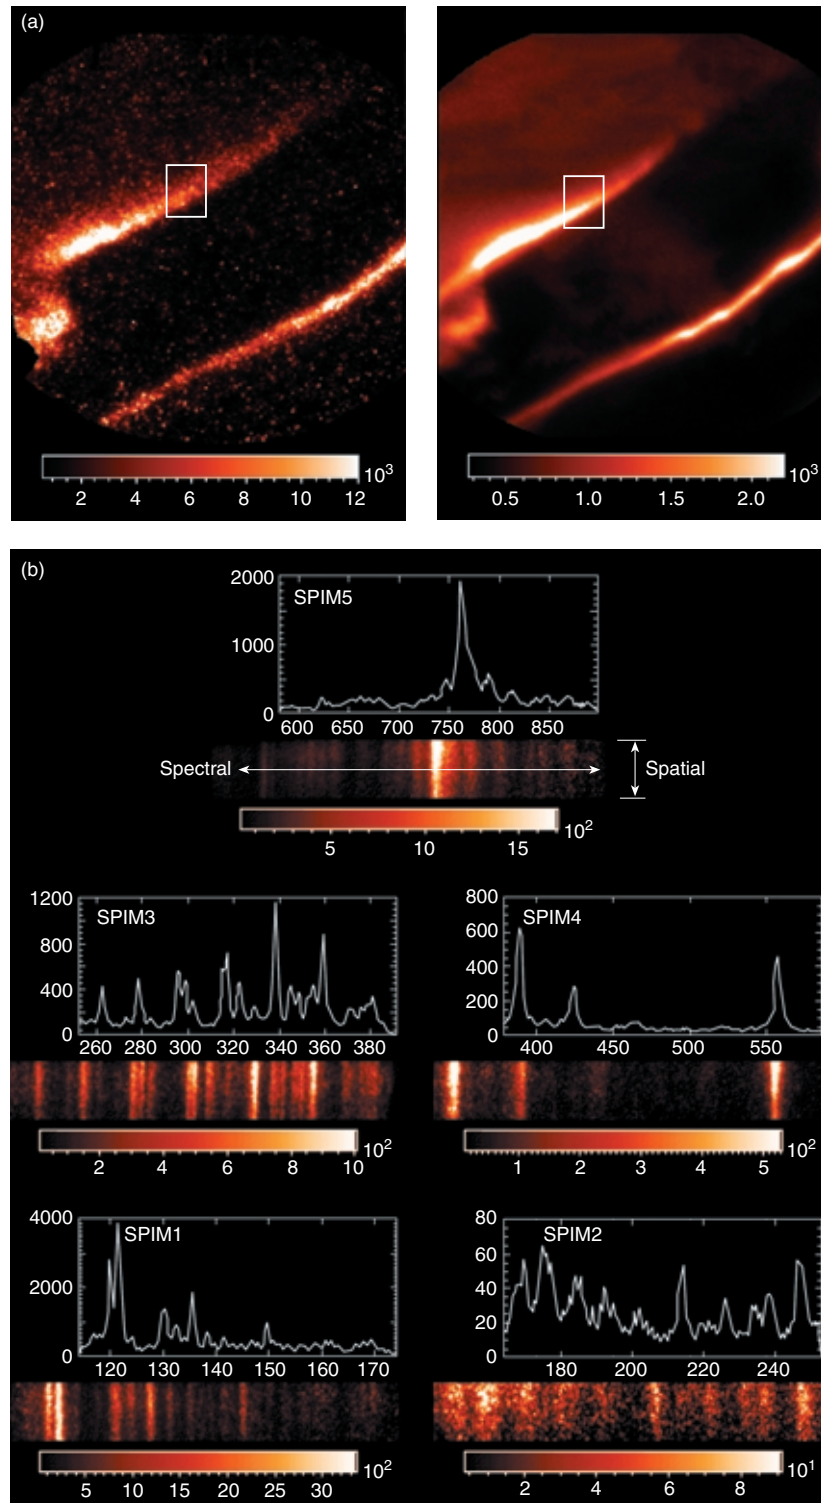 (a)
10³
2 4 6 8 10 12
10³
0.5 1.0 1.5 2.0
(b)
2000
SPIM5
1000
0
600 650 700 750 800 850
Spectral
Spatial
10²
5 10 15
1200
SPIM3
800
400
0
260 280 300 320 340 360 380
10²
2 4 6 8 10
800
SPIM4
600
400
200
0
400 450 500 550
10²
1 2 3 4 5
4000
SPIM1
2000
0
120 130 140 150 160 170
10²
5 10 15 20 25 30
80
SPIM2
60
40
20
0
180 200 220 240
10¹
2 4 6 8